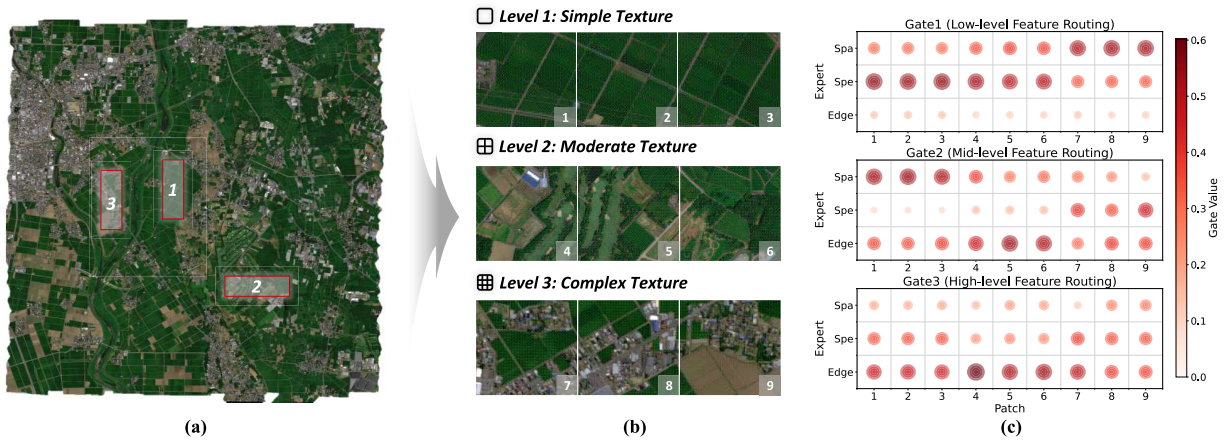 3
1
2
(a)
Level 1: Simple Texture
1 2 3
Level 2: Moderate Texture
4 5 6
Level 3: Complex Texture
7 8 9
(b)
Gate1 (Low-level Feature Routing)
Expert
Spa
Spe
Edge
1 2 3 4 5 6 7 8 9
Gate2 (Mid-level Feature Routing)
Expert
Spa
Spe
Edge
1 2 3 4 5 6 7 8 9
Gate3 (High-level Feature Routing)
Expert
Spa
Spe
Edge
1 2 3 4 5 6 7 8 9
Patch
0.6
0.5
0.4
0.3
0.2
0.1
0.0
Gate Value
(c)